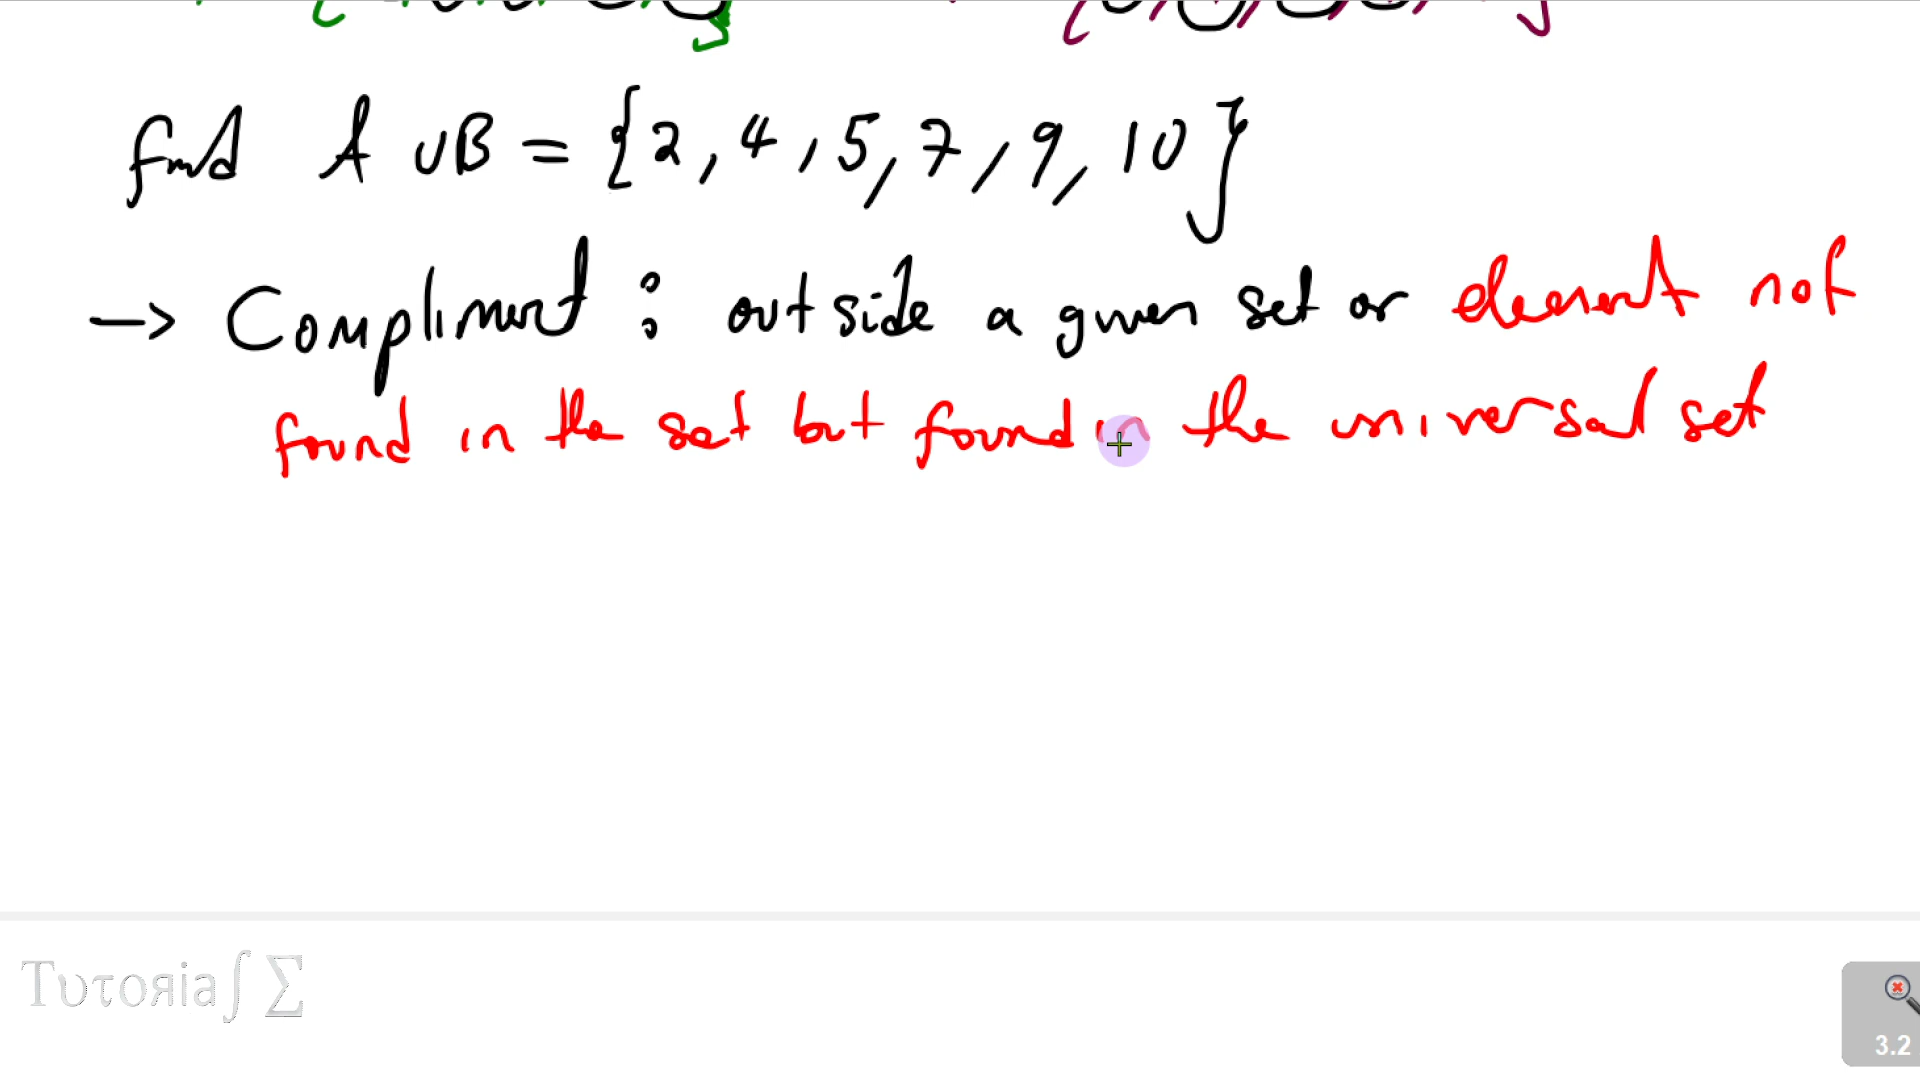 find A ∪ B = {2, 4, 5, 7, 9, 10}
→ Compliment : outside a given set or element not
found in the set but found in the universal set
TυτoЯia∫ ∑
3.2